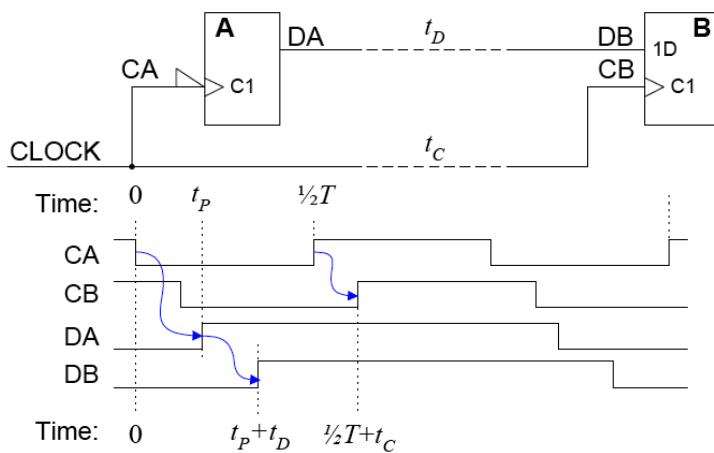 A DA t_D DB 1D B
CA C1 CB C1
CLOCK t_C
Time: 0 t_P ½T
CA
CB
DA
DB
Time: 0 t_P+t_D ½T+t_C